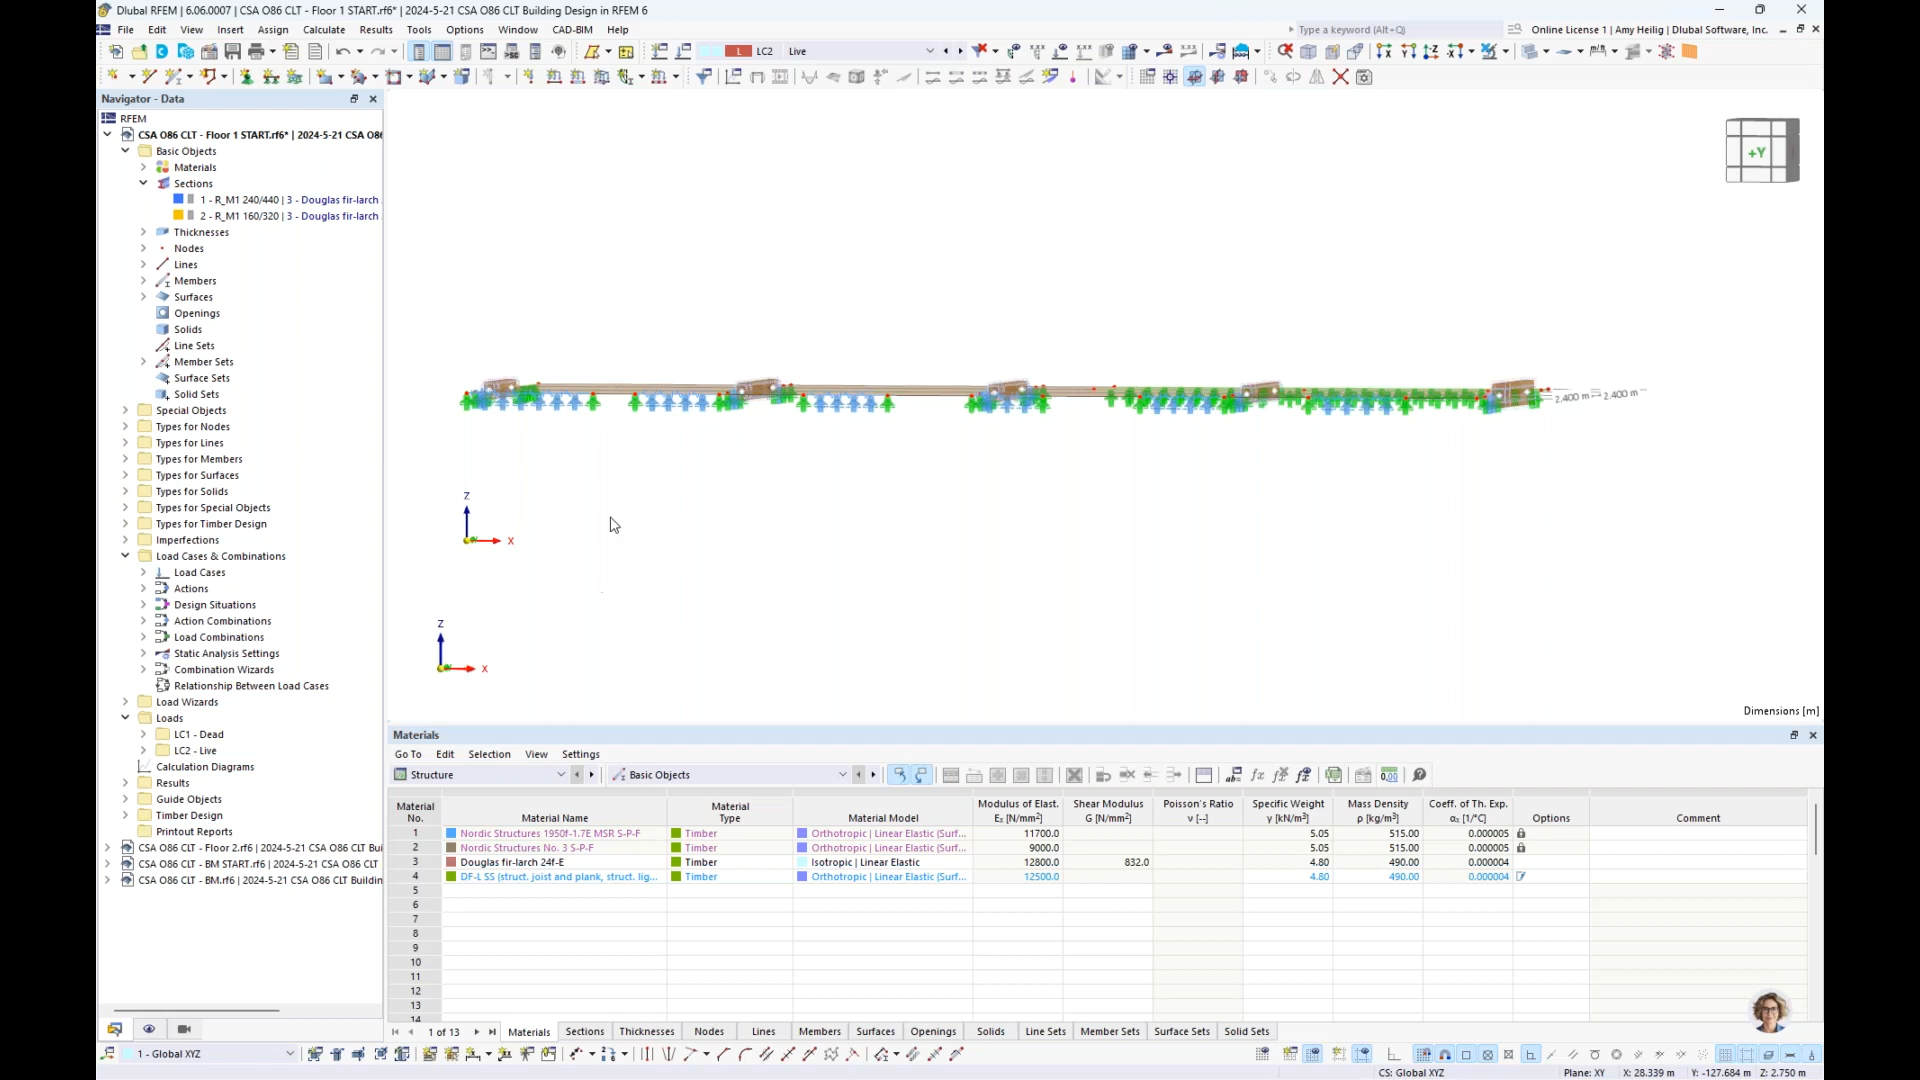 Dlubal RFEM | 6.06.0007 | CSA O86 CLT - Floor 1 START.rf6* | 2024-5-21 CSA O86 CLT Building Design in RFEM 6
File Edit View Insert Assign Calculate Results Tools Options Window CAD-BIM Help
Type a keyword (Alt+Q)
Online License 1 | Amy Heilig | Dlubal Software, Inc.
L LC2 Live
Navigator - Data
RFEM
CSA O86 CLT - Floor 1 START.rf6* | 2024-5-21 CSA O86
Basic Objects
Materials
Sections
1 - R_M1 240/440 | 3 - Douglas fir-larch
2 - R_M1 160/320 | 3 - Douglas fir-larch
Thicknesses
Nodes
Lines
Members
Surfaces
Openings
Solids
Line Sets
Member Sets
Surface Sets
Solid Sets
Special Objects
Types for Nodes
Types for Lines
Types for Members
Types for Surfaces
Types for Solids
Types for Special Objects
Types for Timber Design
Imperfections
Load Cases & Combinations
Load Cases
Actions
Design Situations
Action Combinations
Load Combinations
Static Analysis Settings
Combination Wizards
Relationship Between Load Cases
Load Wizards
Loads
LC1 - Dead
LC2 - Live
Calculation Diagrams
Results
Guide Objects
Timber Design
Printout Reports
CSA O86 CLT - Floor 2.rf6 | 2024-5-21 CSA O86 CLT Bui
CSA O86 CLT - BM START.rf6 | 2024-5-21 CSA O86 CLT
CSA O86 CLT - BM.rf6 | 2024-5-21 CSA O86 CLT Buildin
+Y
2.400 m 2.400 m
Z
X
Z
X
Dimensions [m]
Materials
Go To Edit Selection View Settings
Structure Basic Objects
Material No. Material Name Material Type Material Model Modulus of Elast. Eₓ [N/mm²] Shear Modulus G [N/mm²] Poisson's Ratio ν [--] Specific Weight γ [kN/m³] Mass Density ρ [kg/m³] Coeff. of Th. Exp. αₓ [1/°C] Options Comment
1 Nordic Structures 1950f-1.7E MSR S-P-F Timber Orthotropic | Linear Elastic (Surf... 11700.0 5.05 515.00 0.000005
2 Nordic Structures No. 3 S-P-F Timber Orthotropic | Linear Elastic (Surf... 9000.0 5.05 515.00 0.000005
3 Douglas fir-larch 24f-E Timber Isotropic | Linear Elastic 12800.0 832.0 4.80 490.00 0.000004
4 DF-L SS (struct. joist and plank, struct. lig... Timber Orthotropic | Linear Elastic (Surf... 12500.0 4.80 490.00 0.000004
5
6
7
8
9
10
11
12
13
14
1 of 13 Materials Sections Thicknesses Nodes Lines Members Surfaces Openings Solids Line Sets Member Sets Surface Sets Solid Sets
1 - Global XYZ
CS: Global XYZ Plane: XY X: 28.339 m Y: -127.684 m Z: 2.750 m